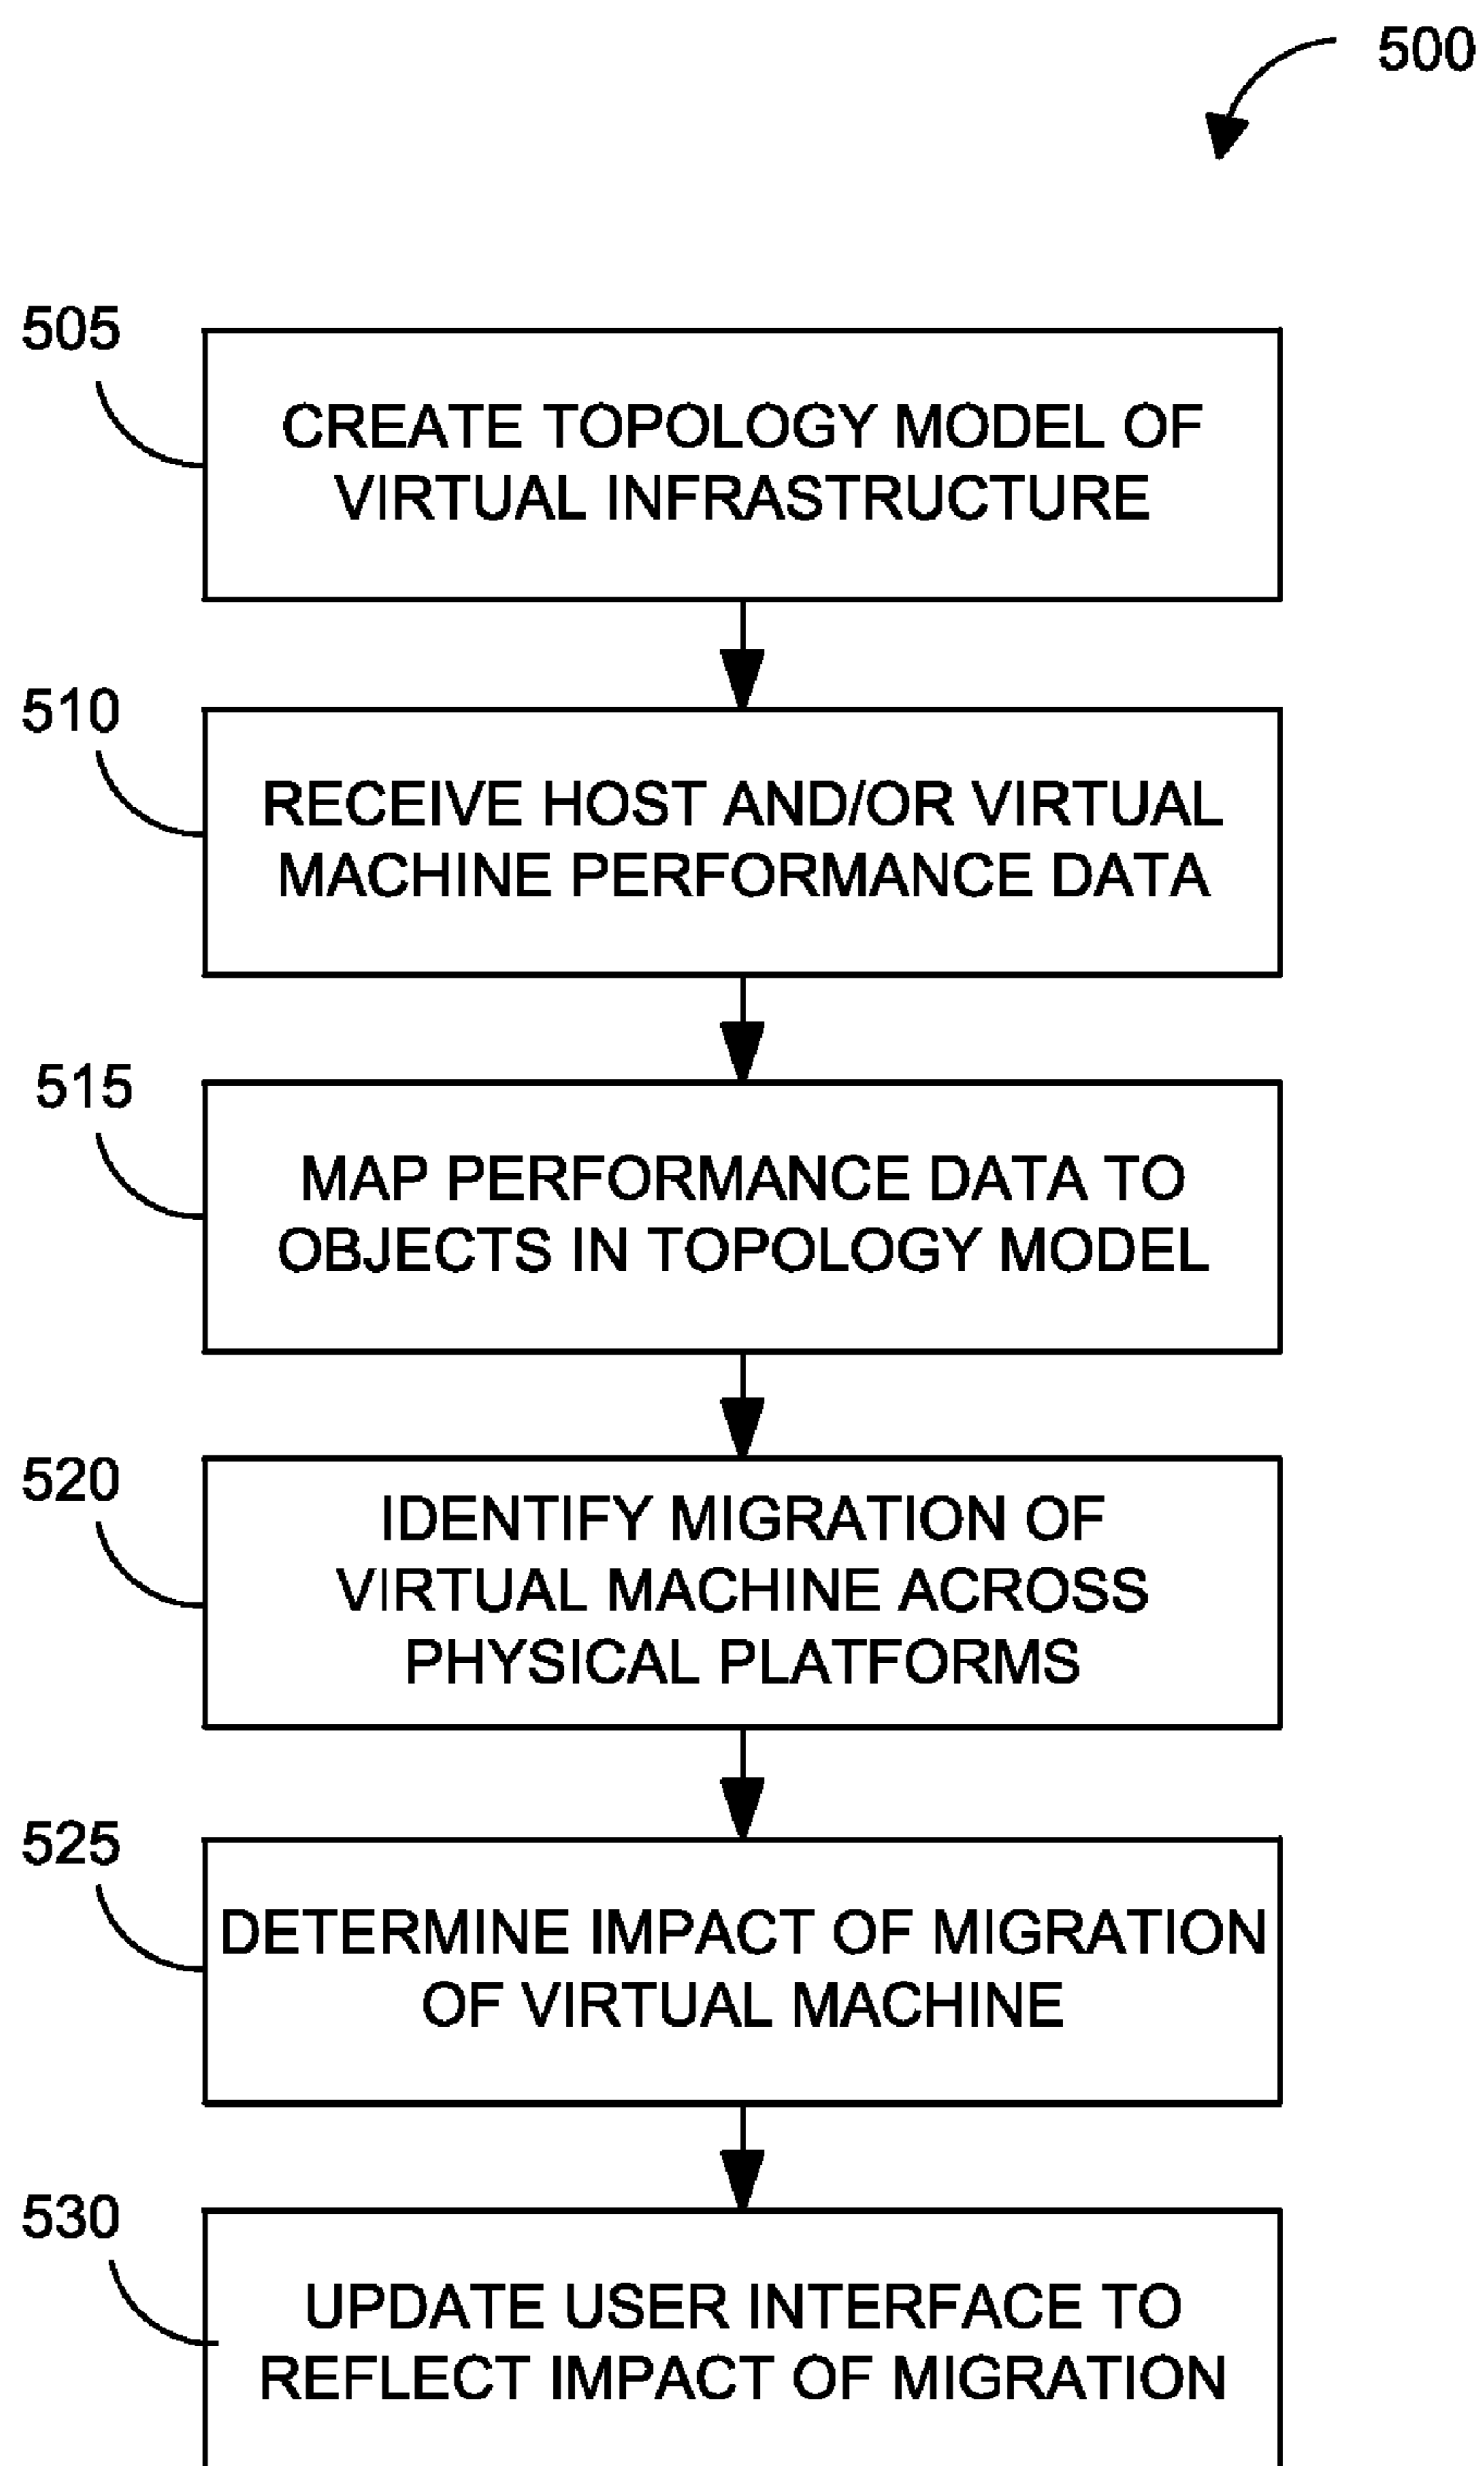 500
505
CREATE TOPOLOGY MODEL OF
VIRTUAL INFRASTRUCTURE
510
RECEIVE HOST AND/OR VIRTUAL
MACHINE PERFORMANCE DATA
515
MAP PERFORMANCE DATA TO
OBJECTS IN TOPOLOGY MODEL
520
IDENTIFY MIGRATION OF
VIRTUAL MACHINE ACROSS
PHYSICAL PLATFORMS
525
DETERMINE IMPACT OF MIGRATION
OF VIRTUAL MACHINE
530
UPDATE USER INTERFACE TO
REFLECT IMPACT OF MIGRATION